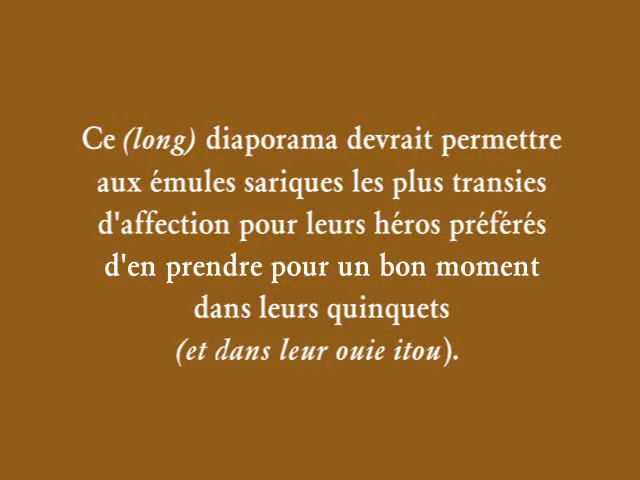 Ce (long) diaporama devrait permettre
aux émules sariques les plus transies
d'affection pour leurs héros préférés
d'en prendre pour un bon moment
dans leurs quinquets
(et dans leur ouie itou).